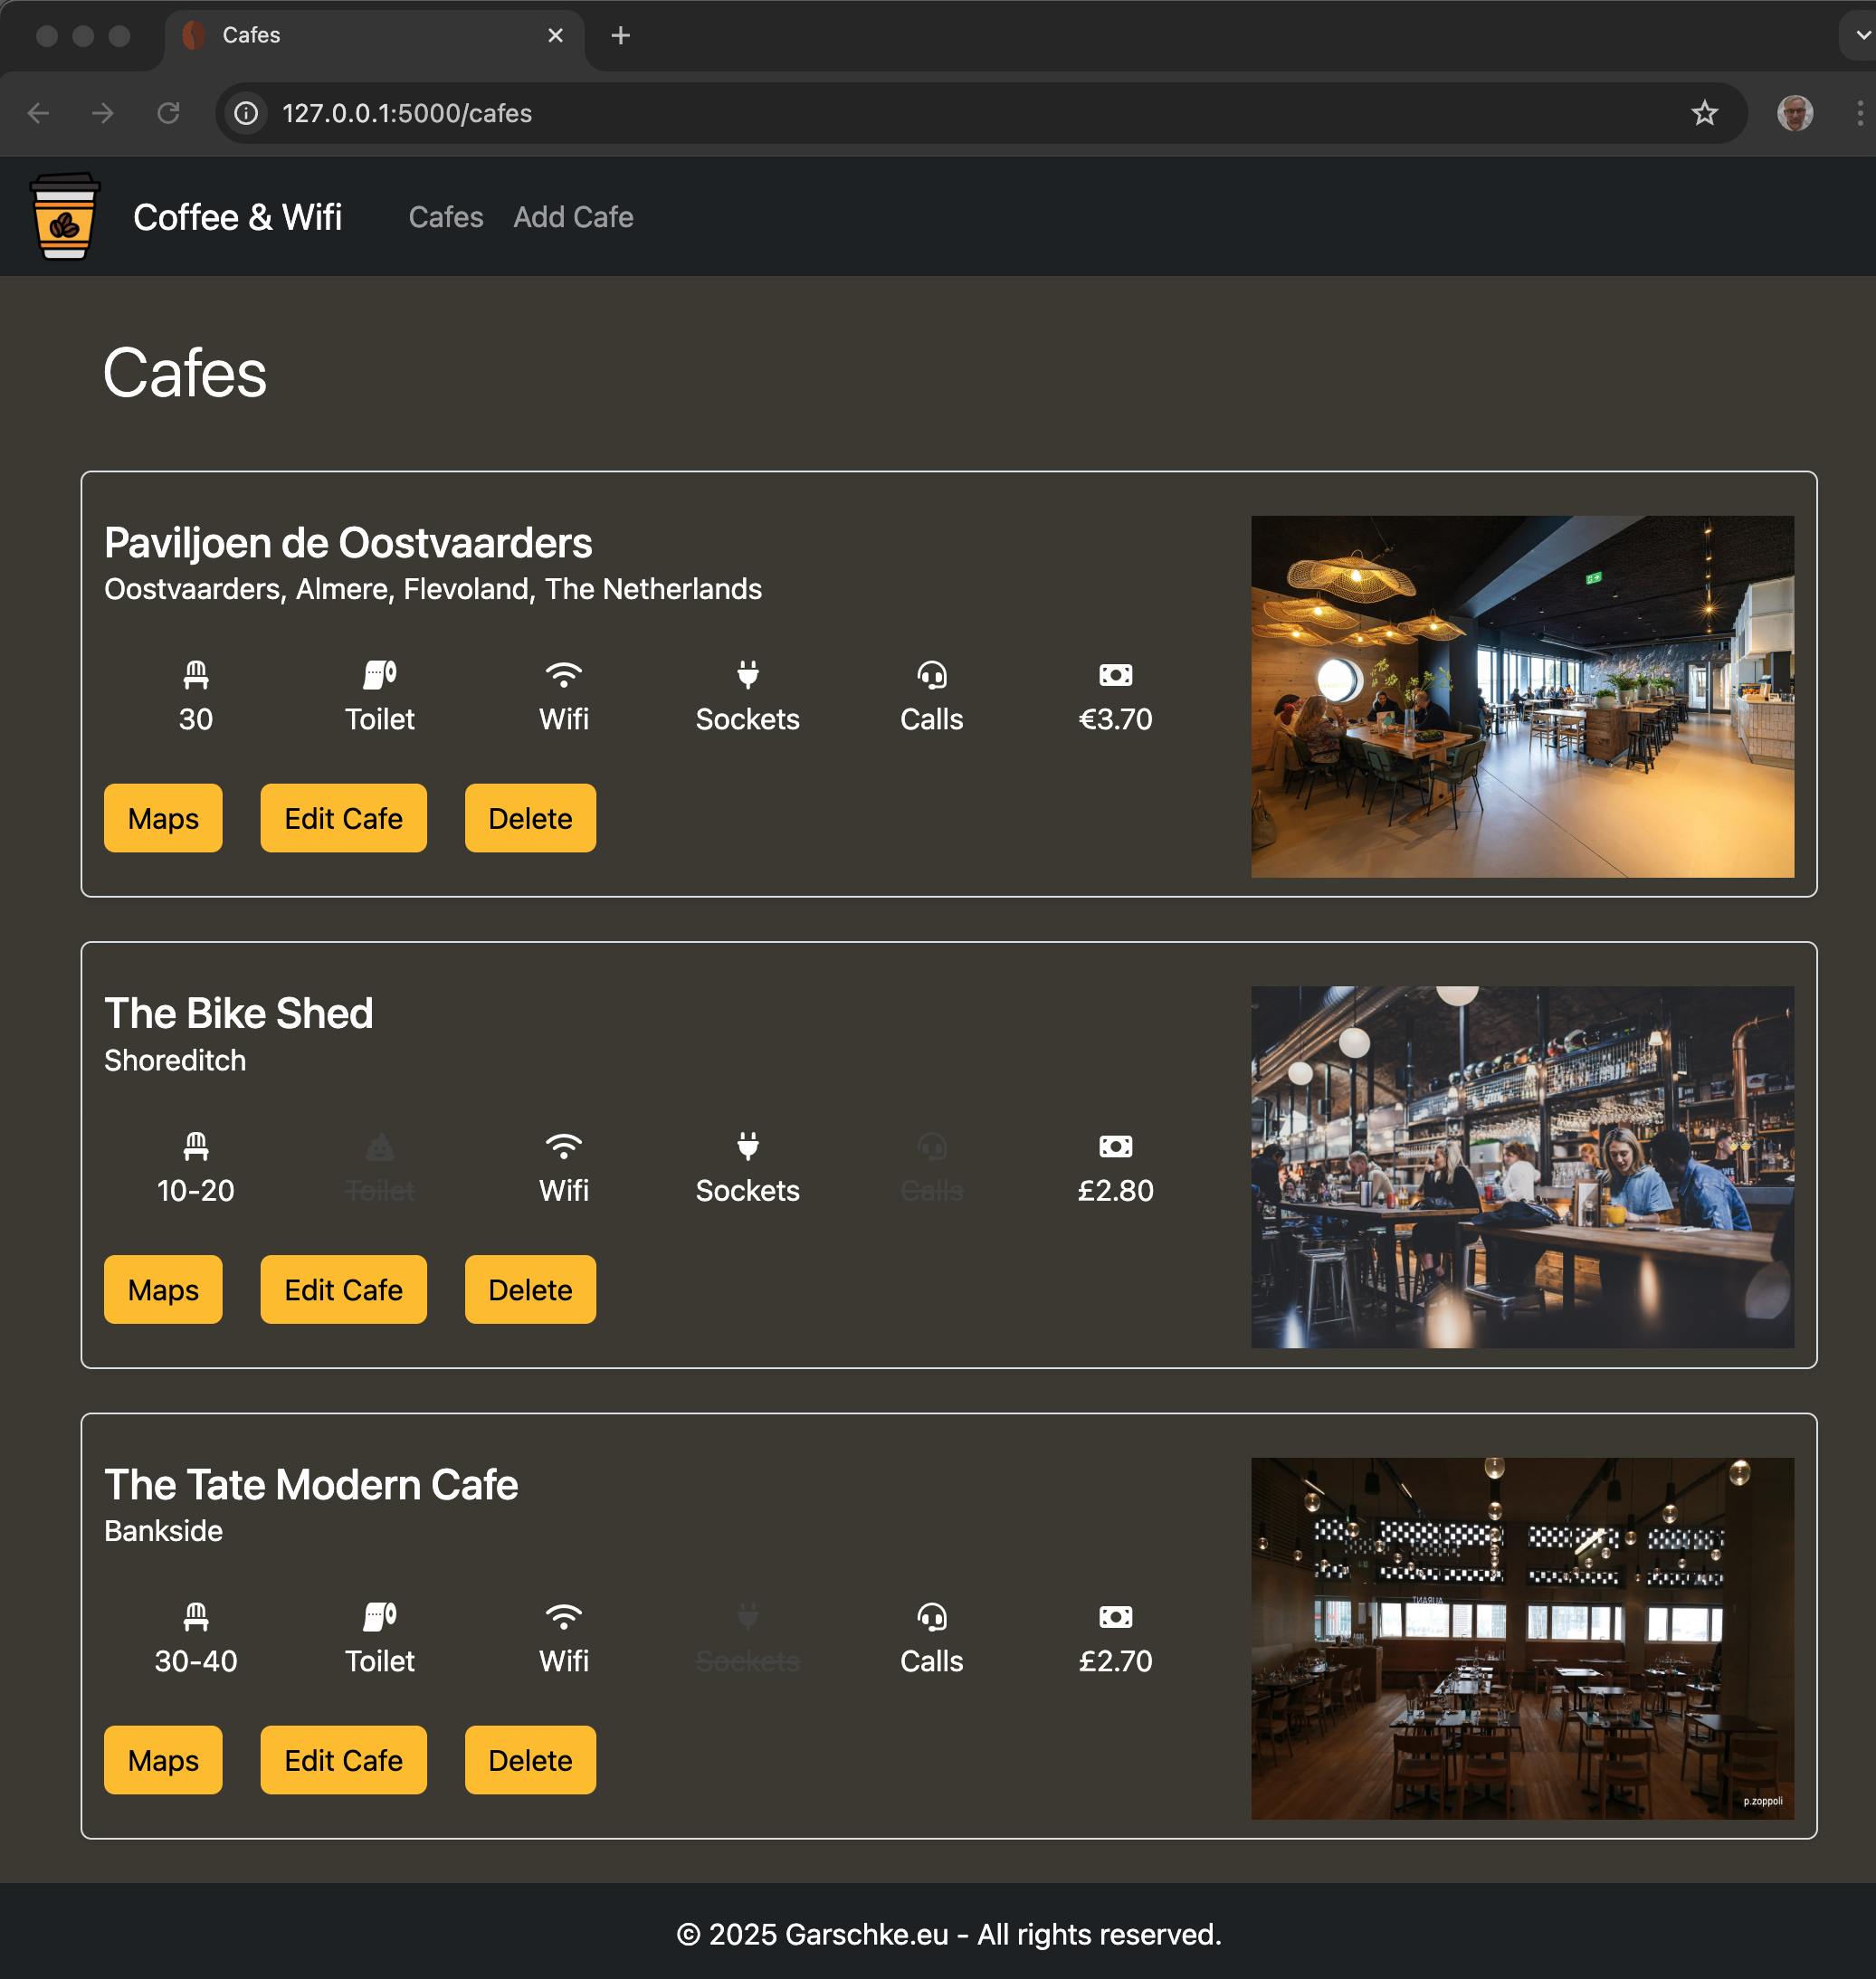 Cafes
127.0.0.1:5000/cafes
Coffee & Wifi Cafes Add Cafe
Cafes
Paviljoen de Oostvaarders
Oostvaarders, Almere, Flevoland, The Netherlands
30 Toilet Wifi Sockets Calls €3.70
Maps Edit Cafe Delete
The Bike Shed
Shoreditch
10-20 Toilet Wifi Sockets Calls £2.80
Maps Edit Cafe Delete
The Tate Modern Cafe
Bankside
30-40 Toilet Wifi Sockets Calls £2.70
Maps Edit Cafe Delete
p.zoppoli
© 2025 Garschke.eu - All rights reserved.